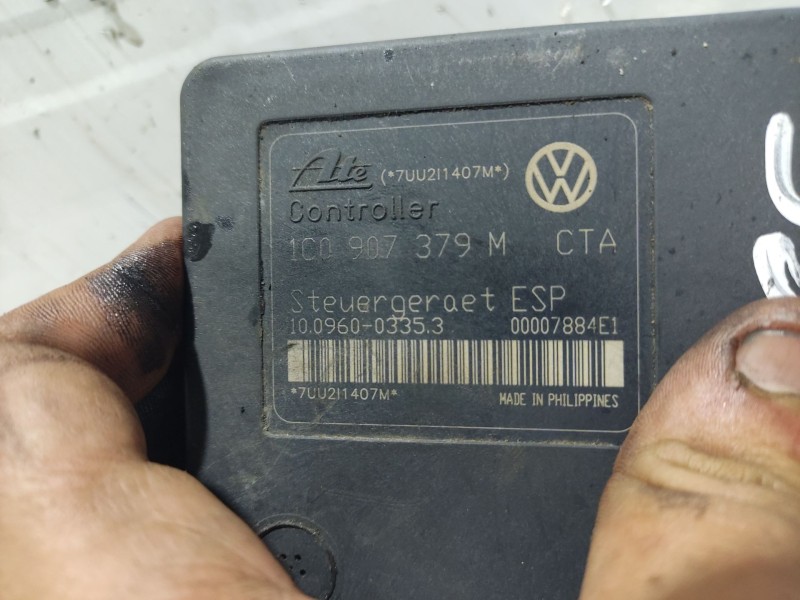 Ate (*7UU2I1407M*)
Controller
1C0 907 379 M CTA
Steuergeraet ESP
10.0960-0335.3 00007884E1
*7UU2I1407M* MADE IN PHILIPPINES